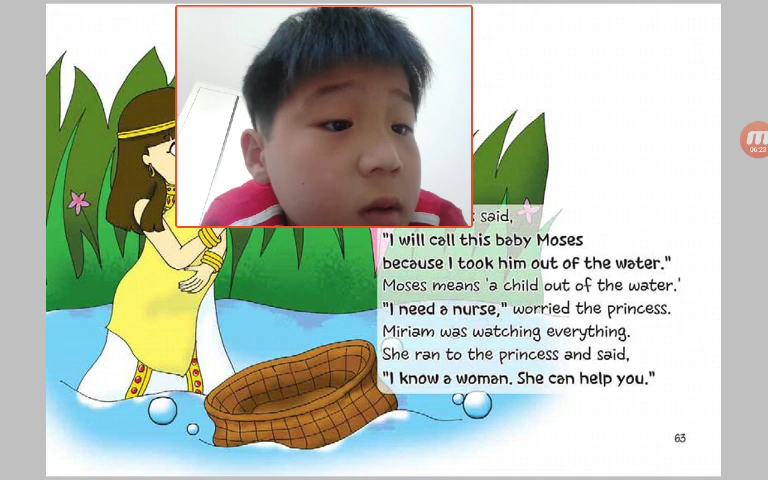 said,
"I will call this baby Moses
because I took him out of the water."
Moses means 'a child out of the water.'
"I need a nurse," worried the princess.
Miriam was watching everything.
She ran to the princess and said,
"I know a woman. She can help you."
63
06:23